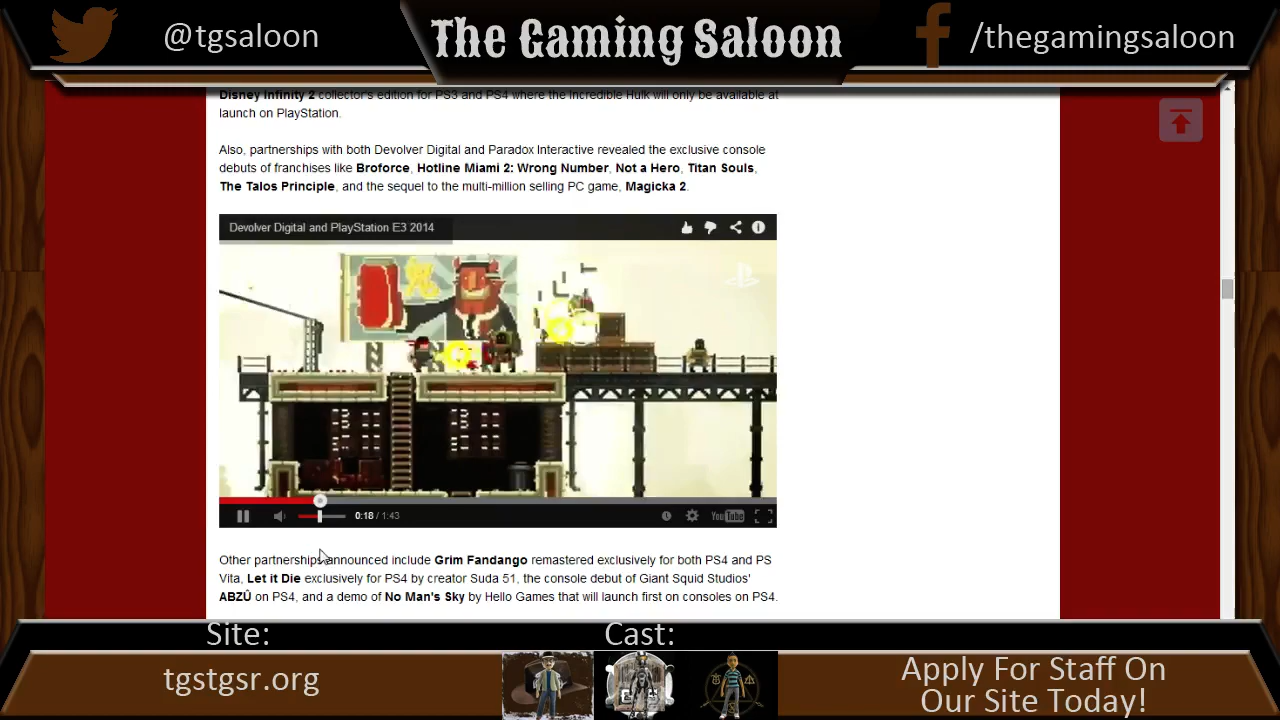 @tgsaloon
The Gaming Saloon
/thegamingsaloon
Disney Infinity 2 collector's edition for PS3 and PS4 where the Incredible Hulk will only be available at
launch on PlayStation.
Also, partnerships with both Devolver Digital and Paradox Interactive revealed the exclusive console
debuts of franchises like Broforce, Hotline Miami 2: Wrong Number, Not a Hero, Titan Souls,
The Talos Principle, and the sequel to the multi-million selling PC game, Magicka 2.
Devolver Digital and PlayStation E3 2014
0:18 / 1:43
YouTube
Other partnerships announced include Grim Fandango remastered exclusively for both PS4 and PS
Vita, Let it Die exclusively for PS4 by creator Suda 51, the console debut of Giant Squid Studios'
ABZÛ on PS4, and a demo of No Man's Sky by Hello Games that will launch first on consoles on PS4.
Site:
Cast:
tgstgsr.org
Apply For Staff On
Our Site Today!